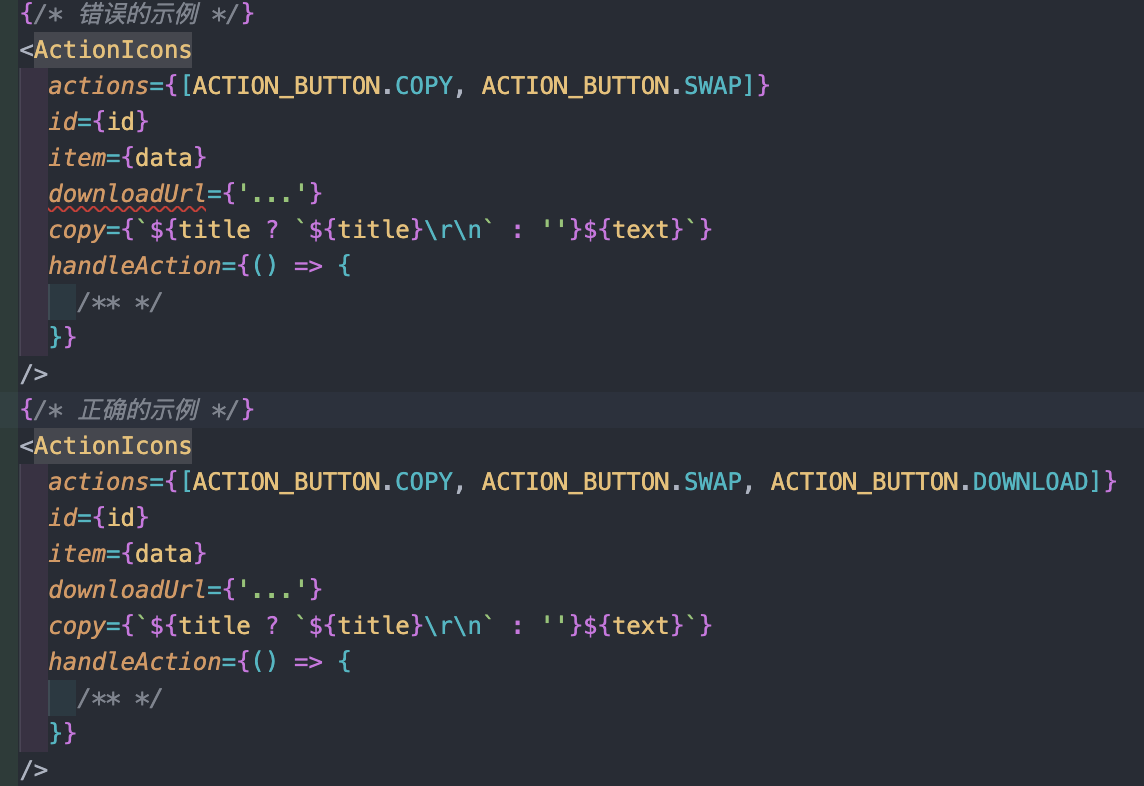 {/* 错误的示例 */}
<ActionIcons
  actions={[ACTION_BUTTON.COPY, ACTION_BUTTON.SWAP]}
  id={id}
  item={data}
  downloadUrl={'...'}
  copy={`${title ? `${title}\r\n` : ''}${text}`}
  handleAction={() => {
    /** */
  }}
/>
{/* 正确的示例 */}
<ActionIcons
  actions={[ACTION_BUTTON.COPY, ACTION_BUTTON.SWAP, ACTION_BUTTON.DOWNLOAD]}
  id={id}
  item={data}
  downloadUrl={'...'}
  copy={`${title ? `${title}\r\n` : ''}${text}`}
  handleAction={() => {
    /** */
  }}
/>